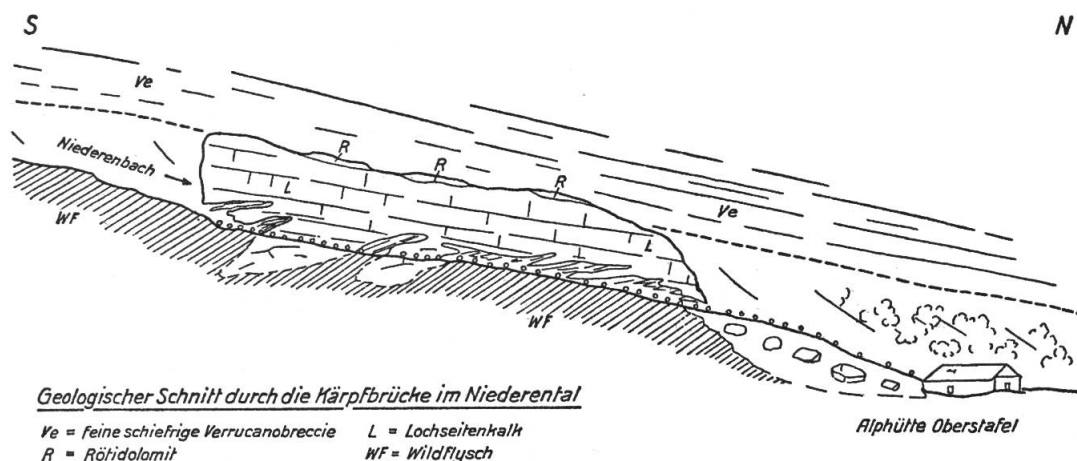 S N
Ve
Niederenbach
R
R
R
L
Ve
L
WF
WF
Geologischer Schnitt durch die Kärpfbrücke im Niederental
Alphütte Oberstafel
Ve = feine schiefrige Verrucanobreccie L = Lochseitenkalk
R = Rötidolomit WF = Wildflysch